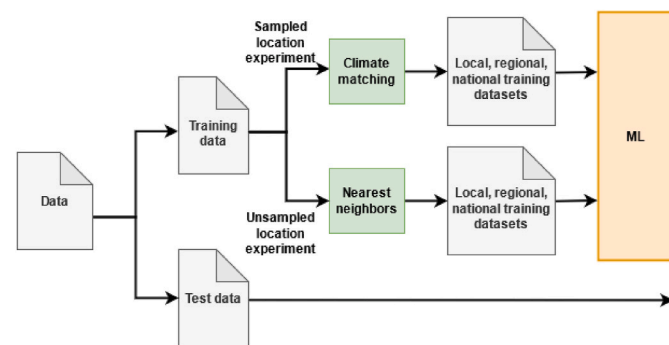 Sampled
location
experiment
Climate
matching
Local, regional,
national training
datasets
Training
data
ML
Data
Unsampled
location
experiment
Nearest
neighbors
Local, regional,
national training
datasets
Test data